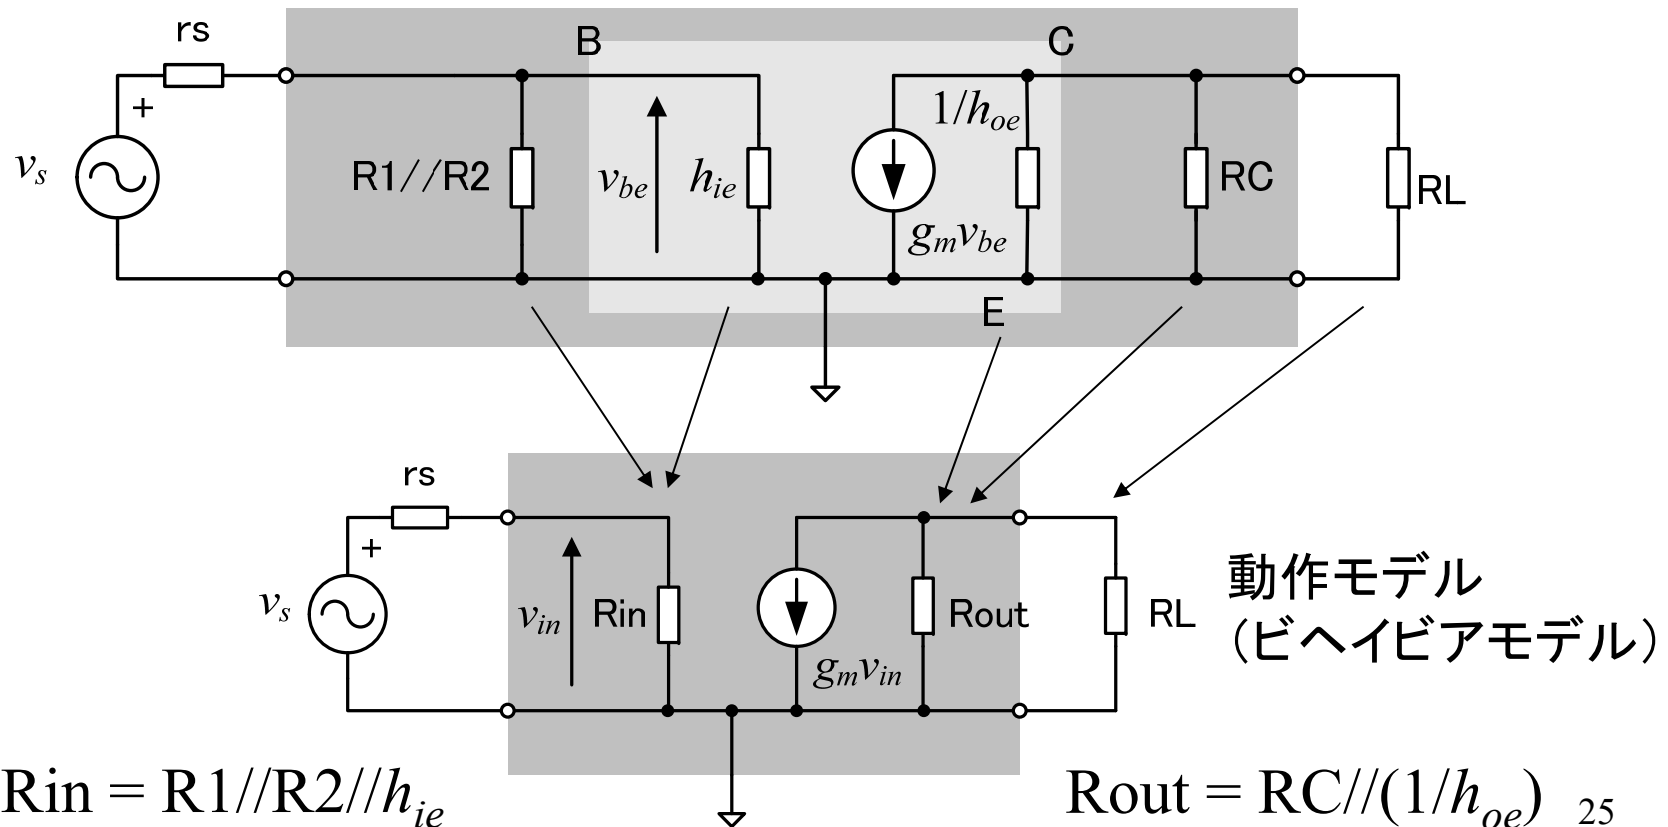 rs
B
C
+
1/hoe
vs
R1//R2
vbe
hie
RC
RL
gmvbe
E
rs
+
動作モデル
(ビヘイビアモデル)
vs
vin
Rin
Rout
RL
gmvin
Rin = R1//R2//hie
Rout = RC//(1/hoe)
25